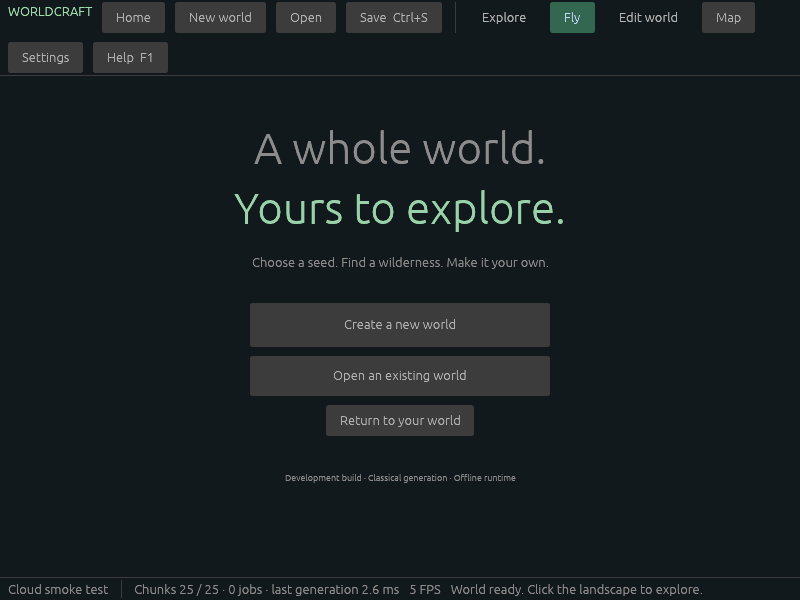 WORLDCRAFT Home New world Open Save Ctrl+S Explore Fly Edit world Map
Settings Help F1
A whole world.
Yours to explore.
Choose a seed. Find a wilderness. Make it your own.
Create a new world
Open an existing world
Return to your world
Development build · Classical generation · Offline runtime
Cloud smoke test Chunks 25 / 25 · 0 jobs · last generation 2.6 ms 5 FPS World ready. Click the landscape to explore.